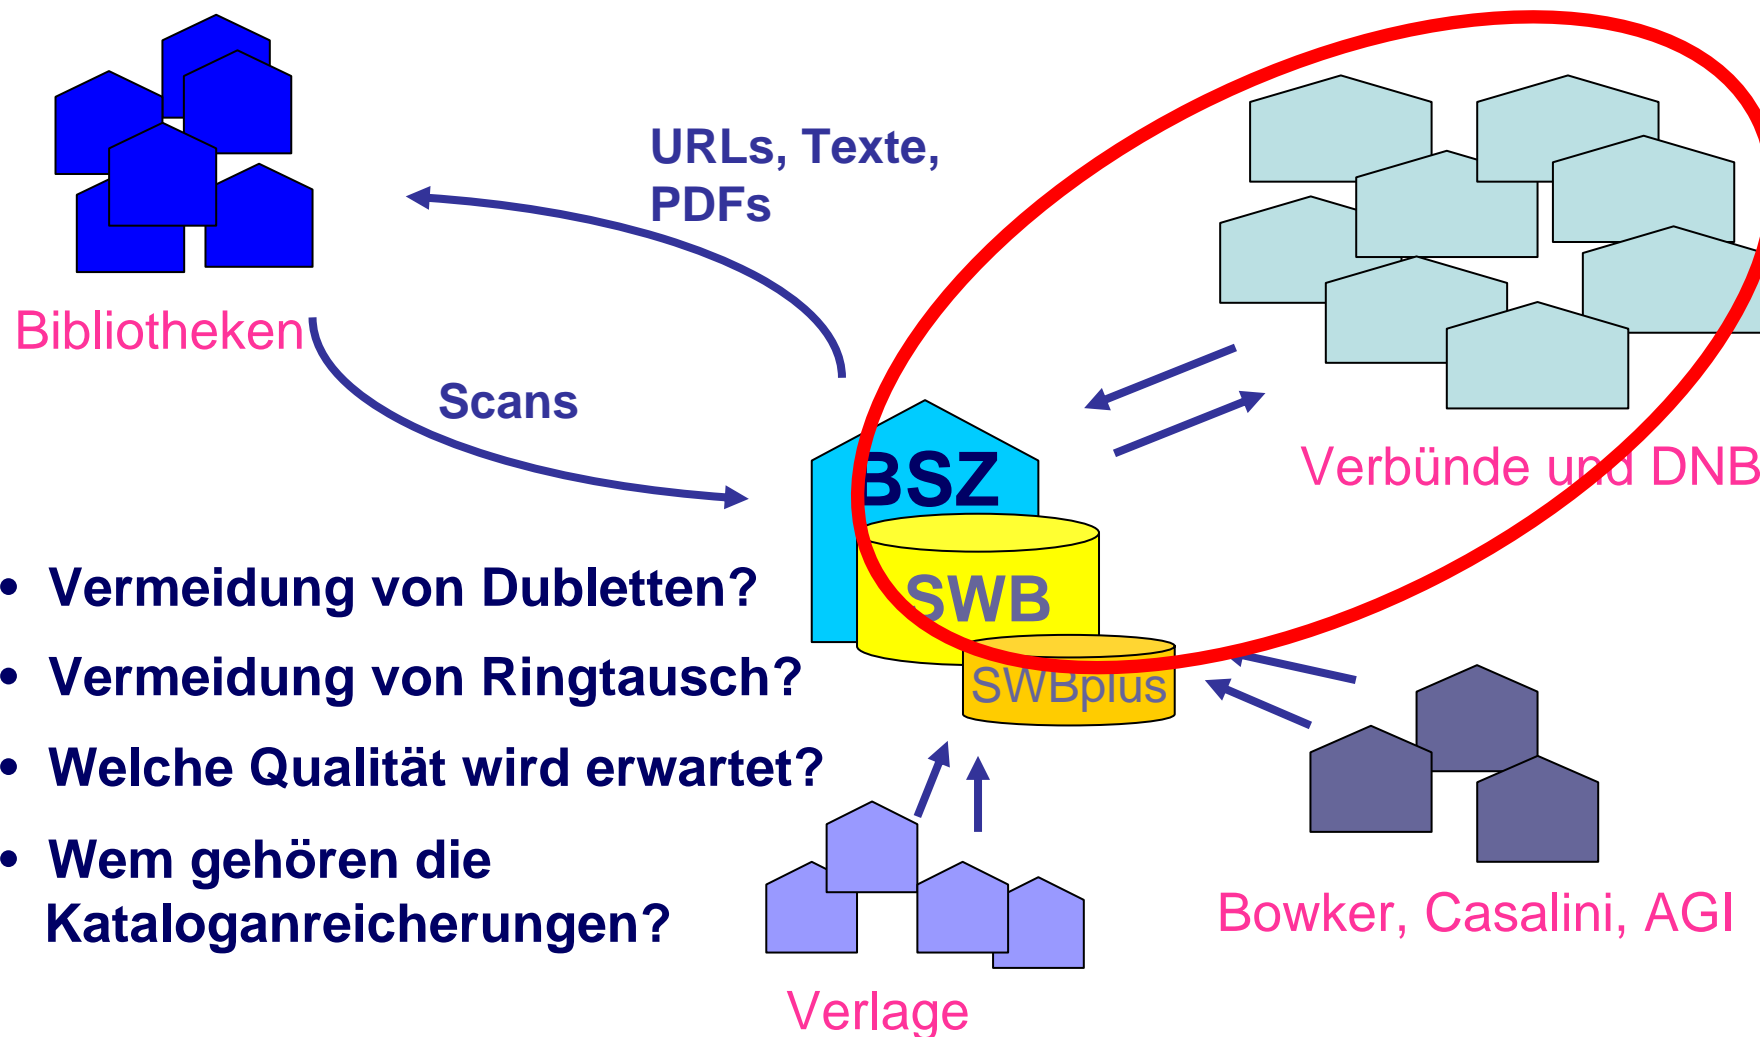 URLs, Texte,
PDFs
Bibliotheken
Scans
BSZ
SWB
SWBplus
Verbünde und DNB
• Vermeidung von Dubletten?
• Vermeidung von Ringtausch?
• Welche Qualität wird erwartet?
• Wem gehören die
Kataloganreicherungen?
Bowker, Casalini, AGI
Verlage